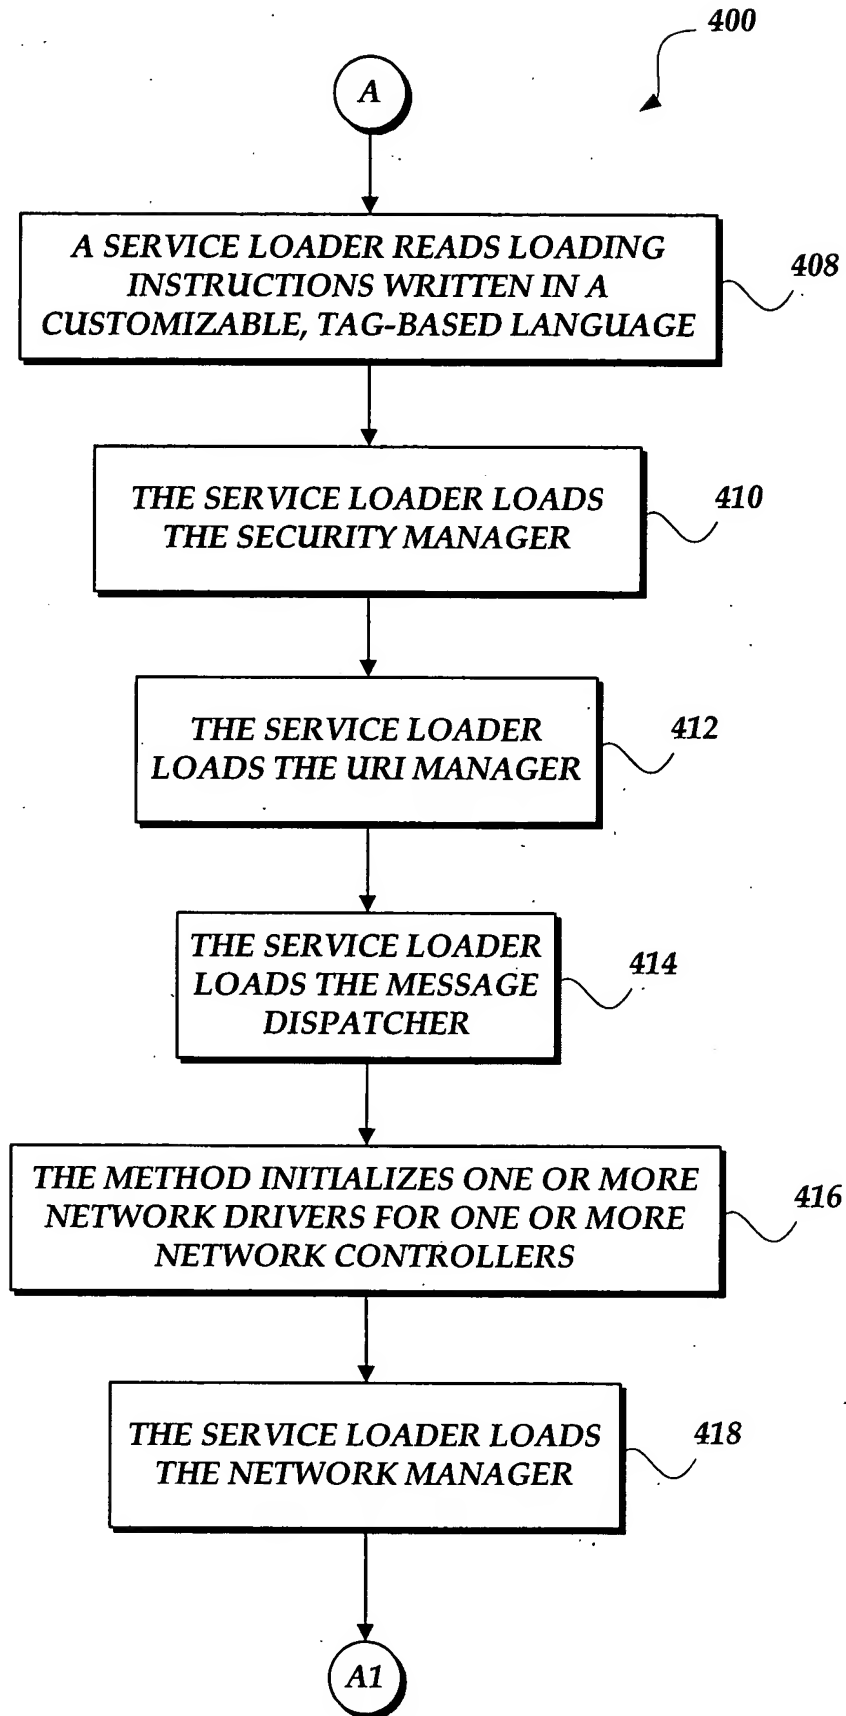 400
A
A SERVICE LOADER READS LOADING
INSTRUCTIONS WRITTEN IN A
CUSTOMIZABLE, TAG-BASED LANGUAGE
408
THE SERVICE LOADER LOADS
THE SECURITY MANAGER
410
THE SERVICE LOADER
LOADS THE URI MANAGER
412
THE SERVICE LOADER
LOADS THE MESSAGE
DISPATCHER
414
THE METHOD INITIALIZES ONE OR MORE
NETWORK DRIVERS FOR ONE OR MORE
NETWORK CONTROLLERS
416
THE SERVICE LOADER LOADS
THE NETWORK MANAGER
418
A1